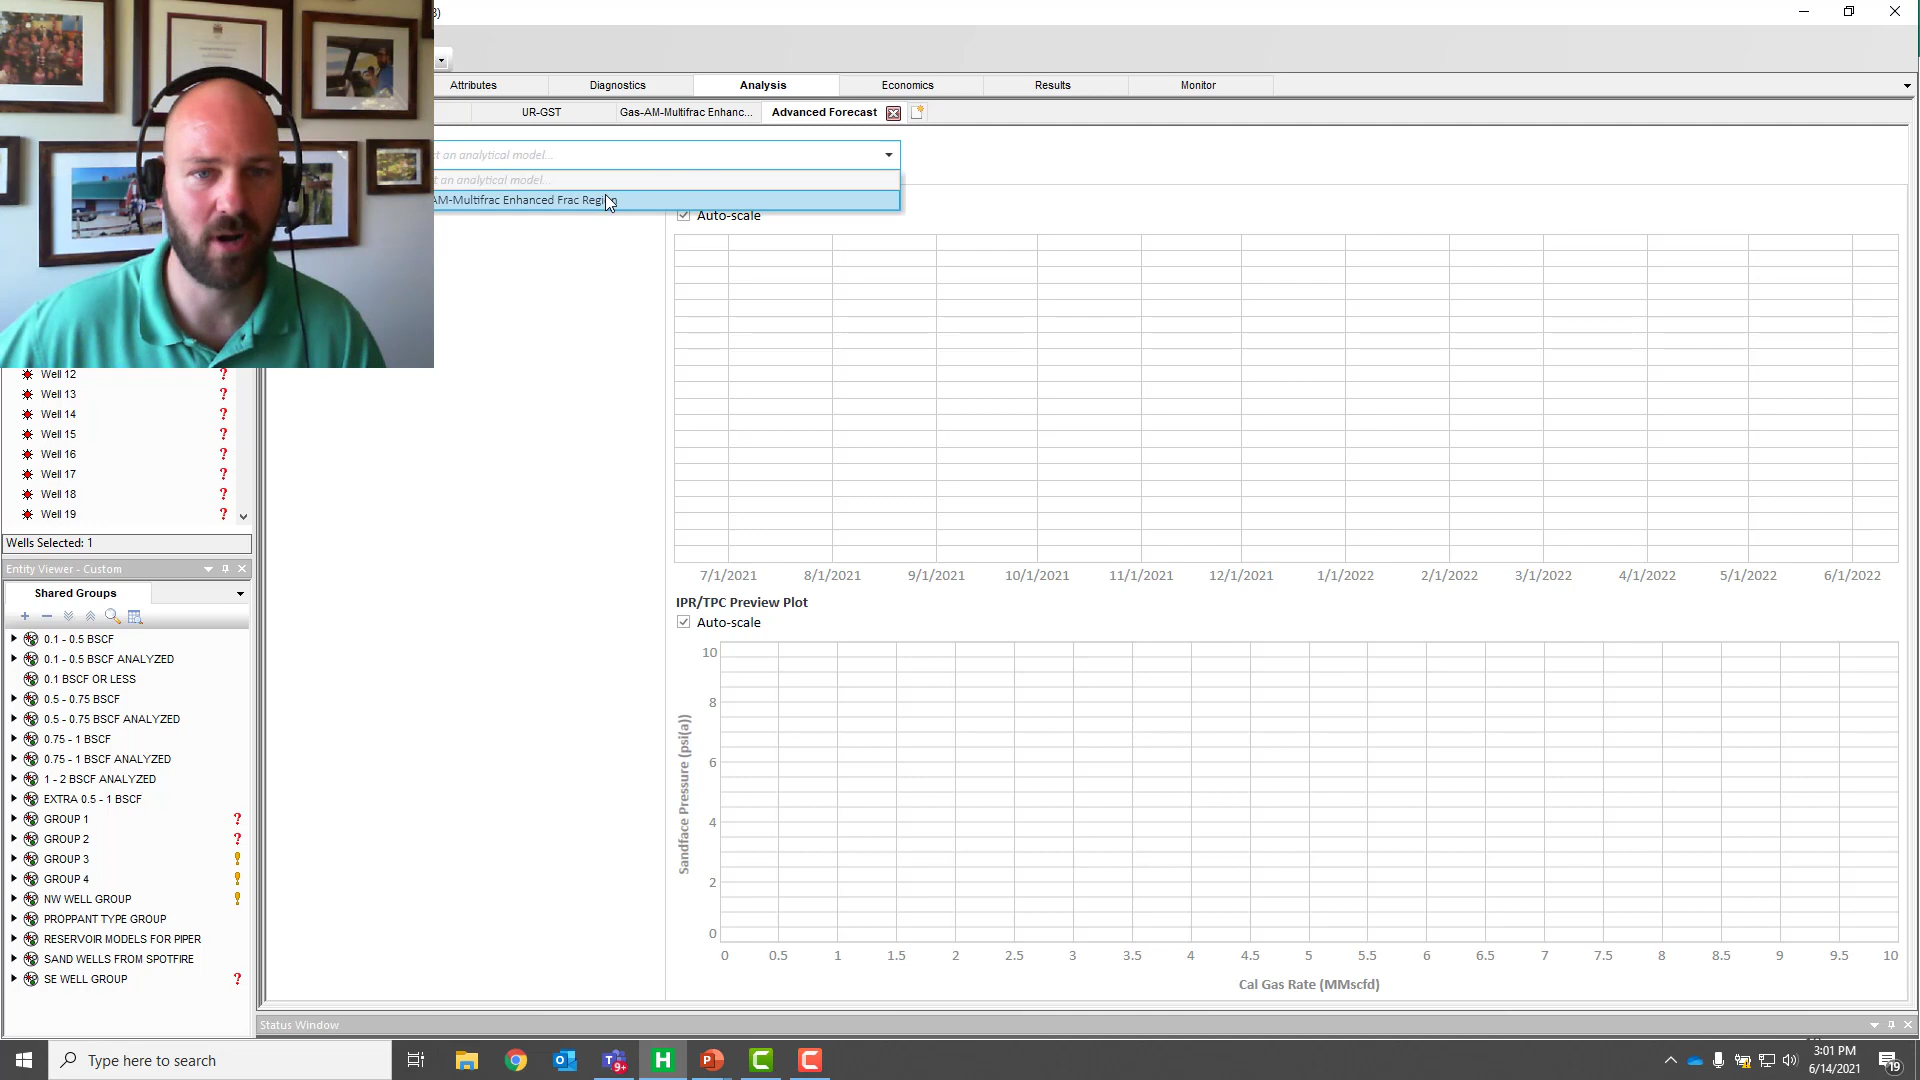 3)
Attributes
Diagnostics
Analysis
Economics
Results
Monitor
UR-GST
Gas-AM-Multifrac Enhanc...
Advanced Forecast
t an analytical model...
t an analytical model...
AM-Multifrac Enhanced Frac Region
Auto-scale
7/1/2021
8/1/2021
9/1/2021
10/1/2021
11/1/2021
12/1/2021
1/1/2022
2/1/2022
3/1/2022
4/1/2022
5/1/2022
6/1/2022
IPR/TPC Preview Plot
Auto-scale
Sandface Pressure (psi(a))
10
8
6
4
2
0
0
0.5
1
1.5
2
2.5
3
3.5
4
4.5
5
5.5
6
6.5
7
7.5
8
8.5
9
9.5
10
Cal Gas Rate (MMscfd)
Well 12 ?
Well 13 ?
Well 14 ?
Well 15 ?
Well 16 ?
Well 17 ?
Well 18 ?
Well 19 ?
Wells Selected: 1
Entity Viewer - Custom
Shared Groups
0.1 - 0.5 BSCF
0.1 - 0.5 BSCF ANALYZED
0.1 BSCF OR LESS
0.5 - 0.75 BSCF
0.5 - 0.75 BSCF ANALYZED
0.75 - 1 BSCF
0.75 - 1 BSCF ANALYZED
1 - 2 BSCF ANALYZED
EXTRA 0.5 - 1 BSCF
GROUP 1 ?
GROUP 2 ?
GROUP 3 !
GROUP 4 !
NW WELL GROUP !
PROPPANT TYPE GROUP
RESERVOIR MODELS FOR PIPER
SAND WELLS FROM SPOTFIRE
SE WELL GROUP ?
Status Window
Type here to search
9+
3:01 PM
6/14/2021
19